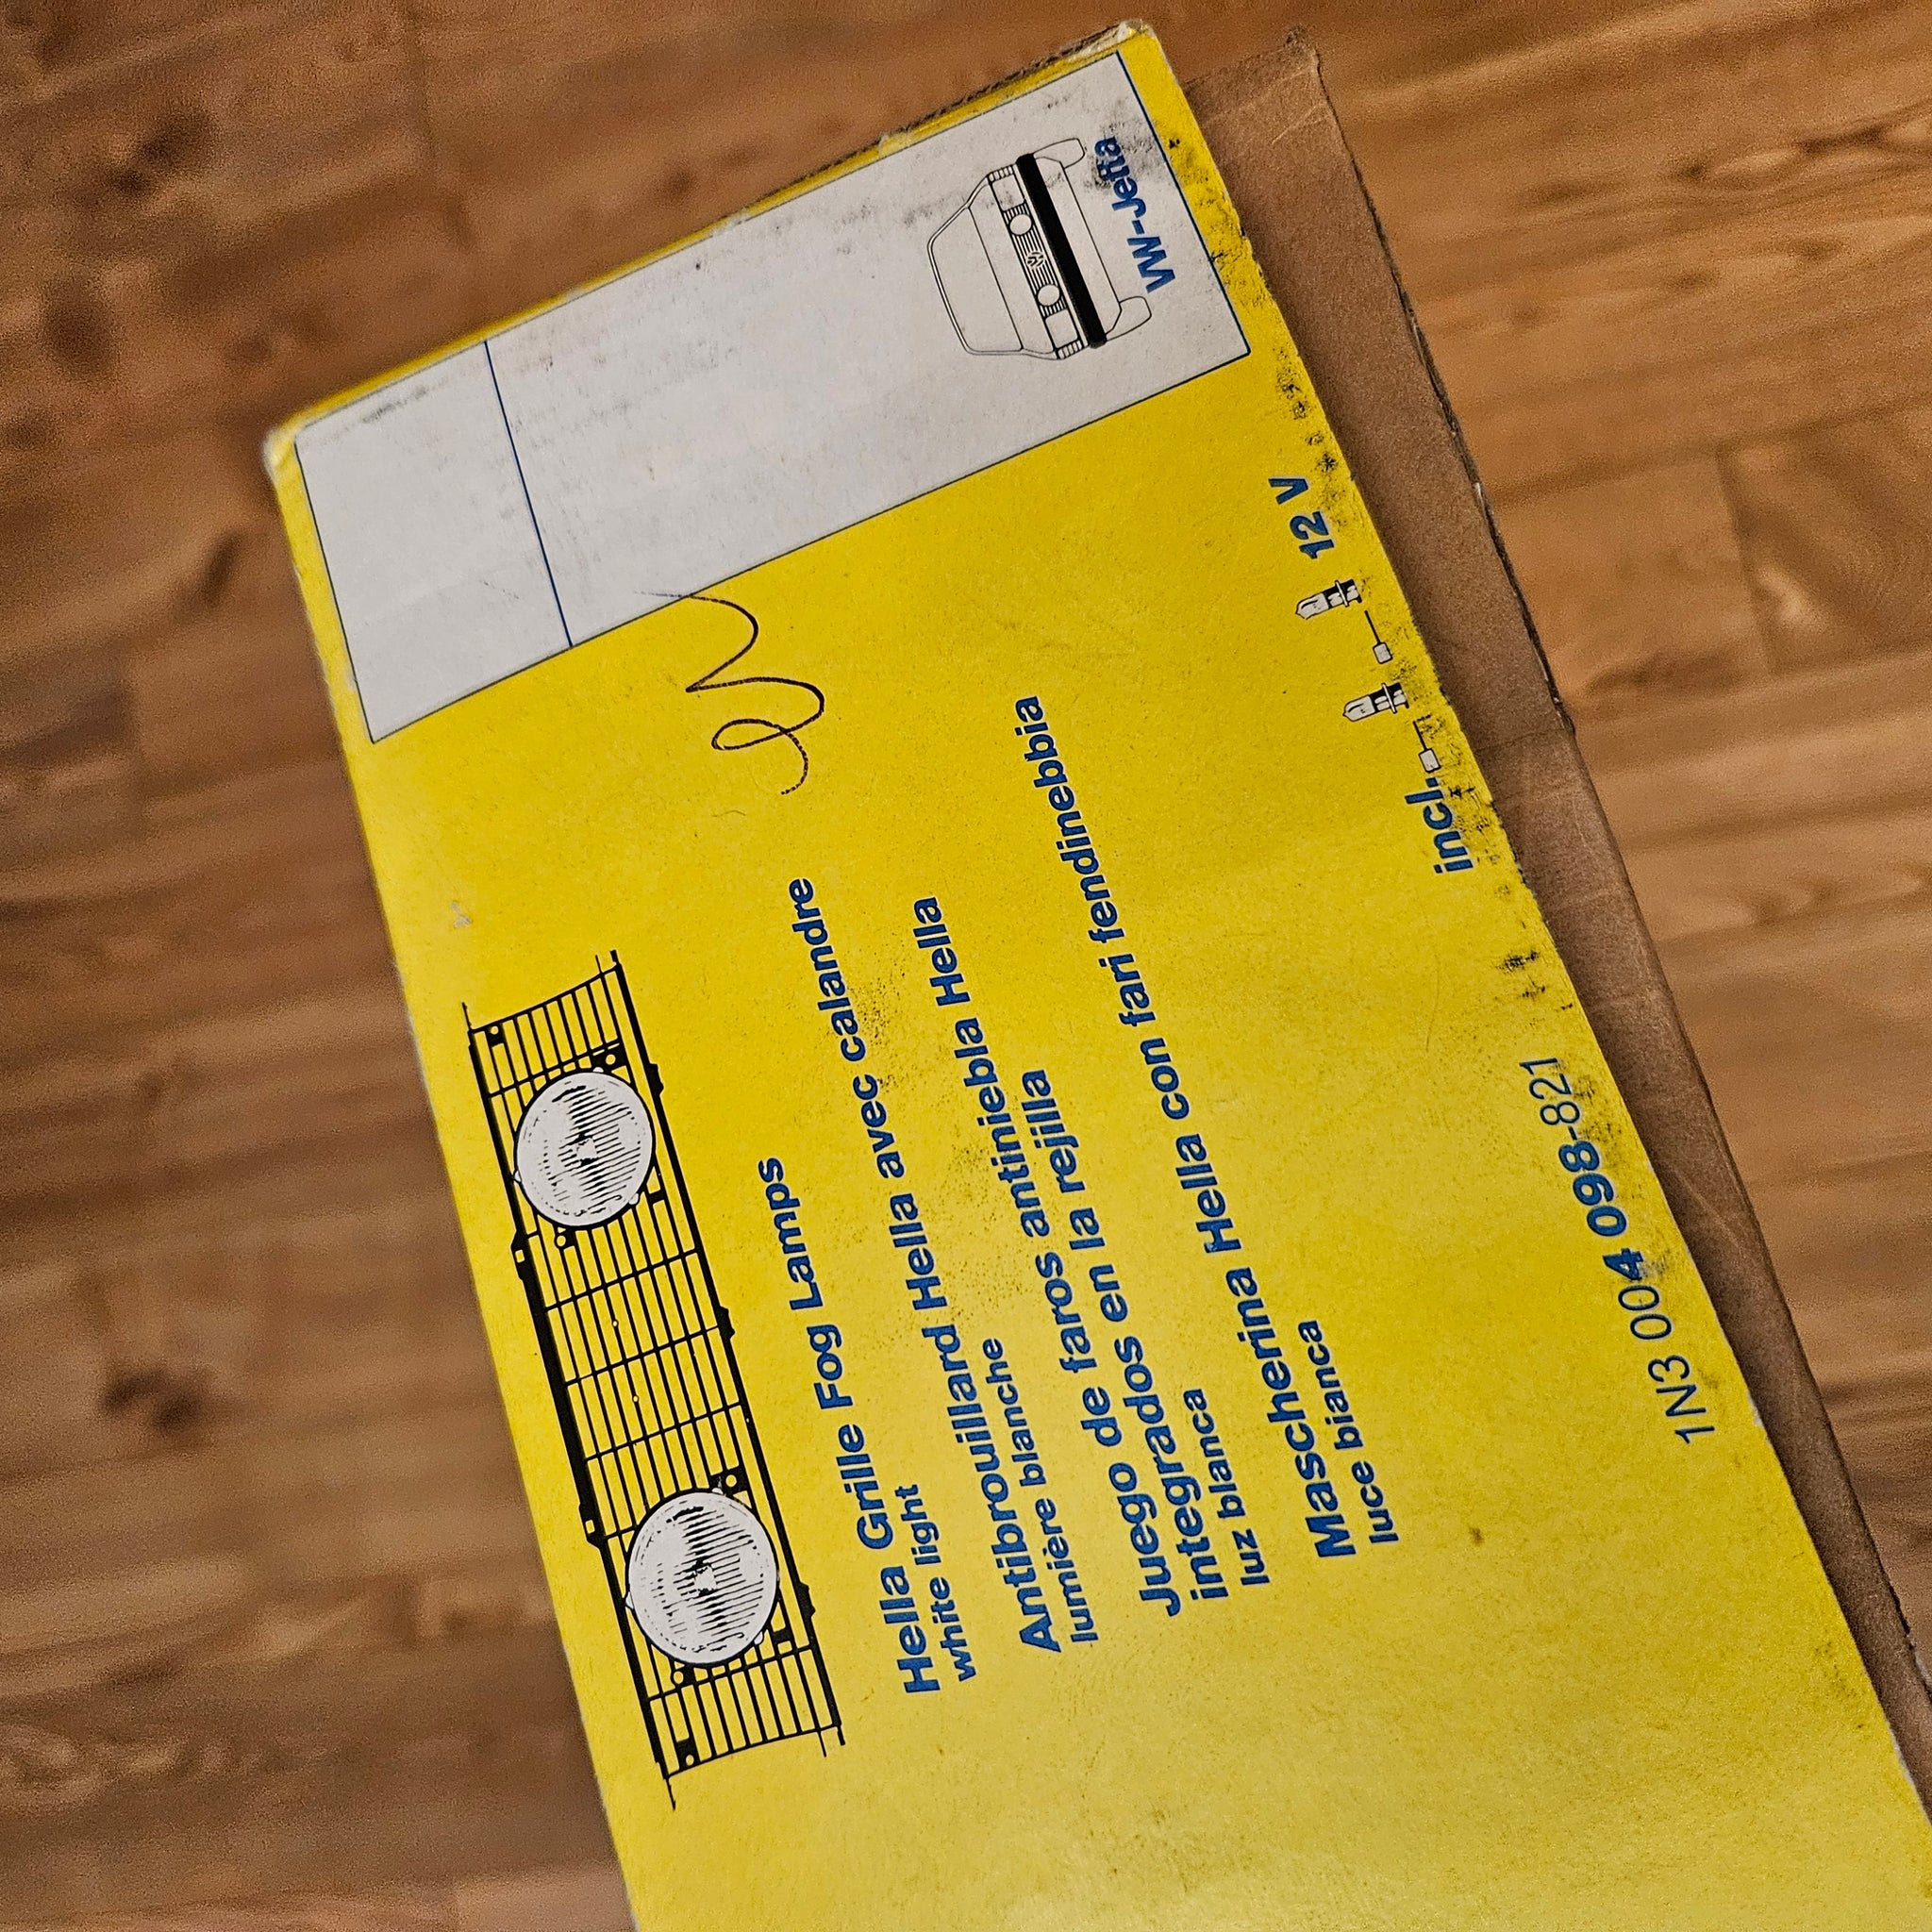 VW-Jetta
Hella Grille Fog Lamps
white light
Antibrouillard Hella avec calandre
lumière blanche
Juego de faros antiniebla Hella
integrados en la rejilla
luz blanca
Mascherina Hella con fari fendinebbia
luce bianca
incl. 12 V
1N3 004 098-821